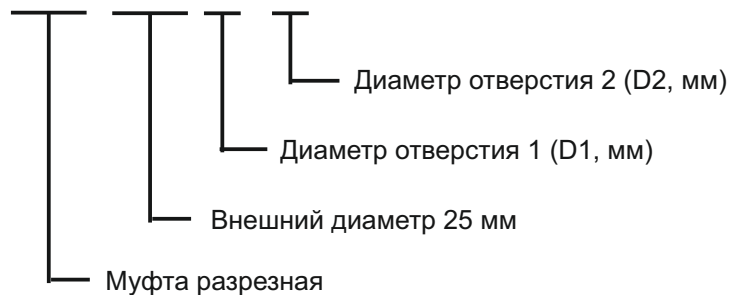 Диаметр отверстия 2 (D2, мм)
Диаметр отверстия 1 (D1, мм)
Внешний диаметр 25 мм
Муфта разрезная